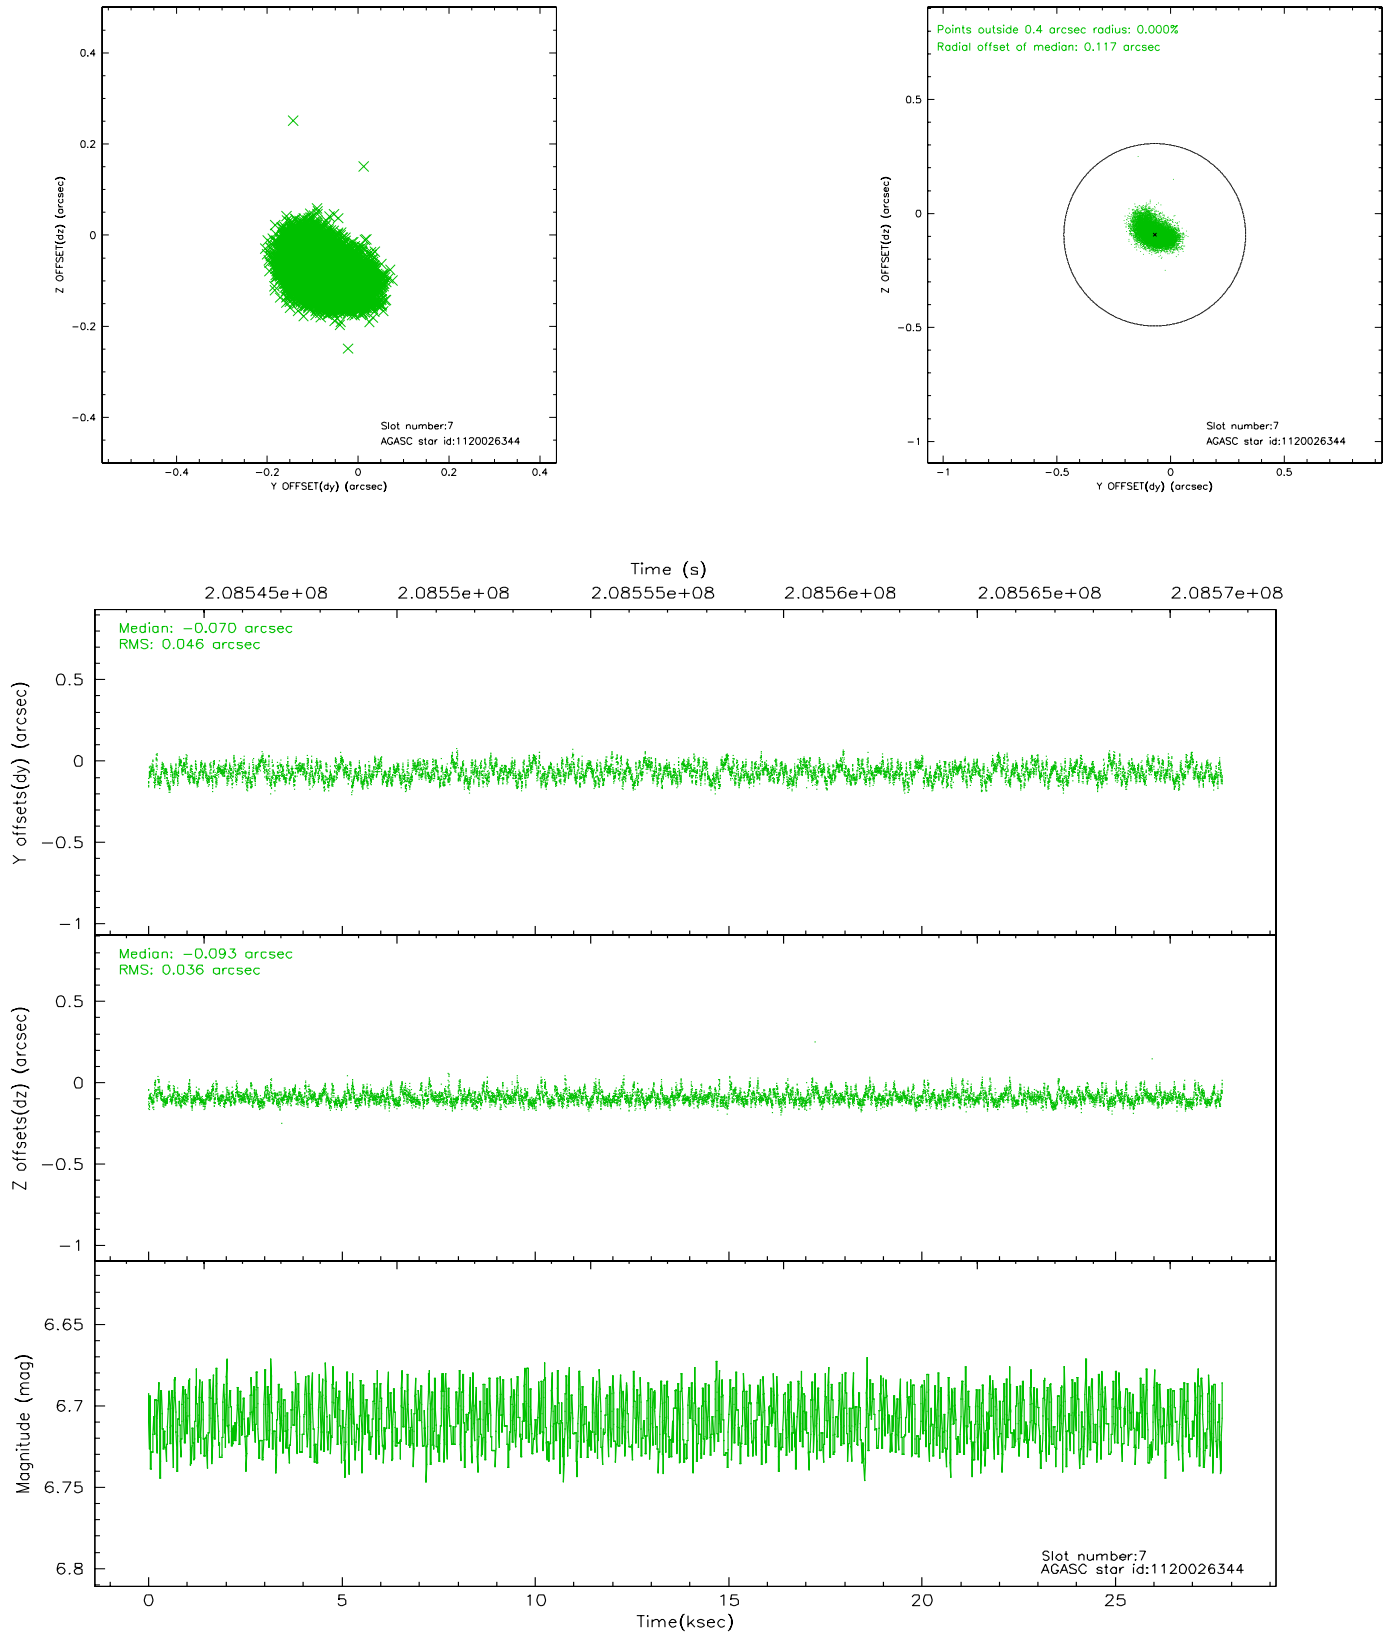 0.4
0.2
0
−0.2
−0.4
Z OFFSET(dz) (arcsec)
Slot number:7
AGASC star id:1120026344
−0.4
−0.2
0
0.2
0.4
Y OFFSET(dy) (arcsec)
Points outside 0.4 arcsec radius: 0.000%
Radial offset of median: 0.117 arcsec
0.5
0
−0.5
−1
Z OFFSET(dz) (arcsec)
Slot number:7
AGASC star id:1120026344
−1
−0.5
0
0.5
Y OFFSET(dy) (arcsec)
Time (s)
2.08545e+08
2.0855e+08
2.08555e+08
2.0856e+08
2.08565e+08
2.0857e+08
Median: −0.070 arcsec
RMS: 0.046 arcsec
0.5
0
−0.5
−1
Y offsets(dy) (arcsec)
Median: −0.093 arcsec
RMS: 0.036 arcsec
0.5
0
−0.5
−1
Z offsets(dz) (arcsec)
6.65
6.7
6.75
6.8
Magnitude (mag)
Slot number:7
AGASC star id:1120026344
0
5
10
15
20
25
Time(ksec)